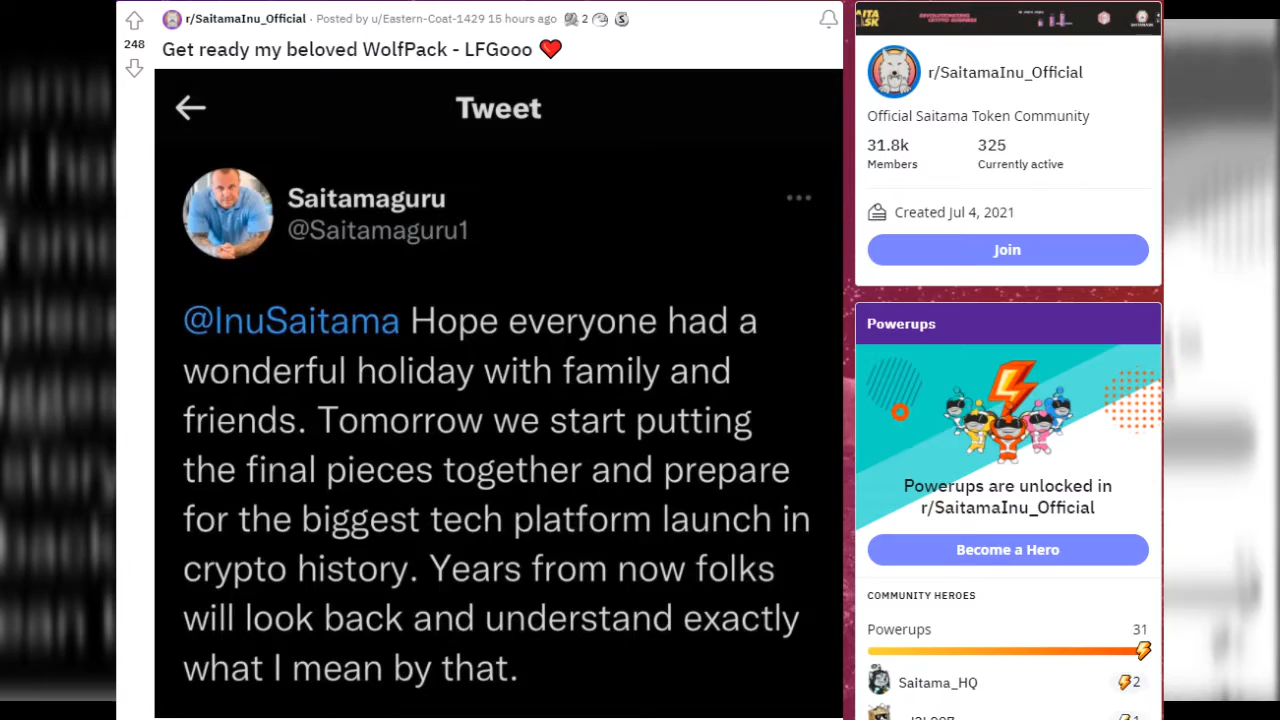 r/SaitamaInu_Official · Posted by u/Eastern-Coat-1429 15 hours ago 2
248
Get ready my beloved WolfPack - LFGooo ❤️
Tweet
Saitamaguru
@Saitamaguru1
@InuSaitama Hope everyone had a
wonderful holiday with family and
friends. Tomorrow we start putting
the final pieces together and prepare
for the biggest tech platform launch in
crypto history. Years from now folks
will look back and understand exactly
what I mean by that.
r/SaitamaInu_Official
Official Saitama Token Community
31.8k 325
Members Currently active
Created Jul 4, 2021
Join
Powerups
Powerups are unlocked in
r/SaitamaInu_Official
Become a Hero
COMMUNITY HEROES
Powerups 31
Saitama_HQ 2